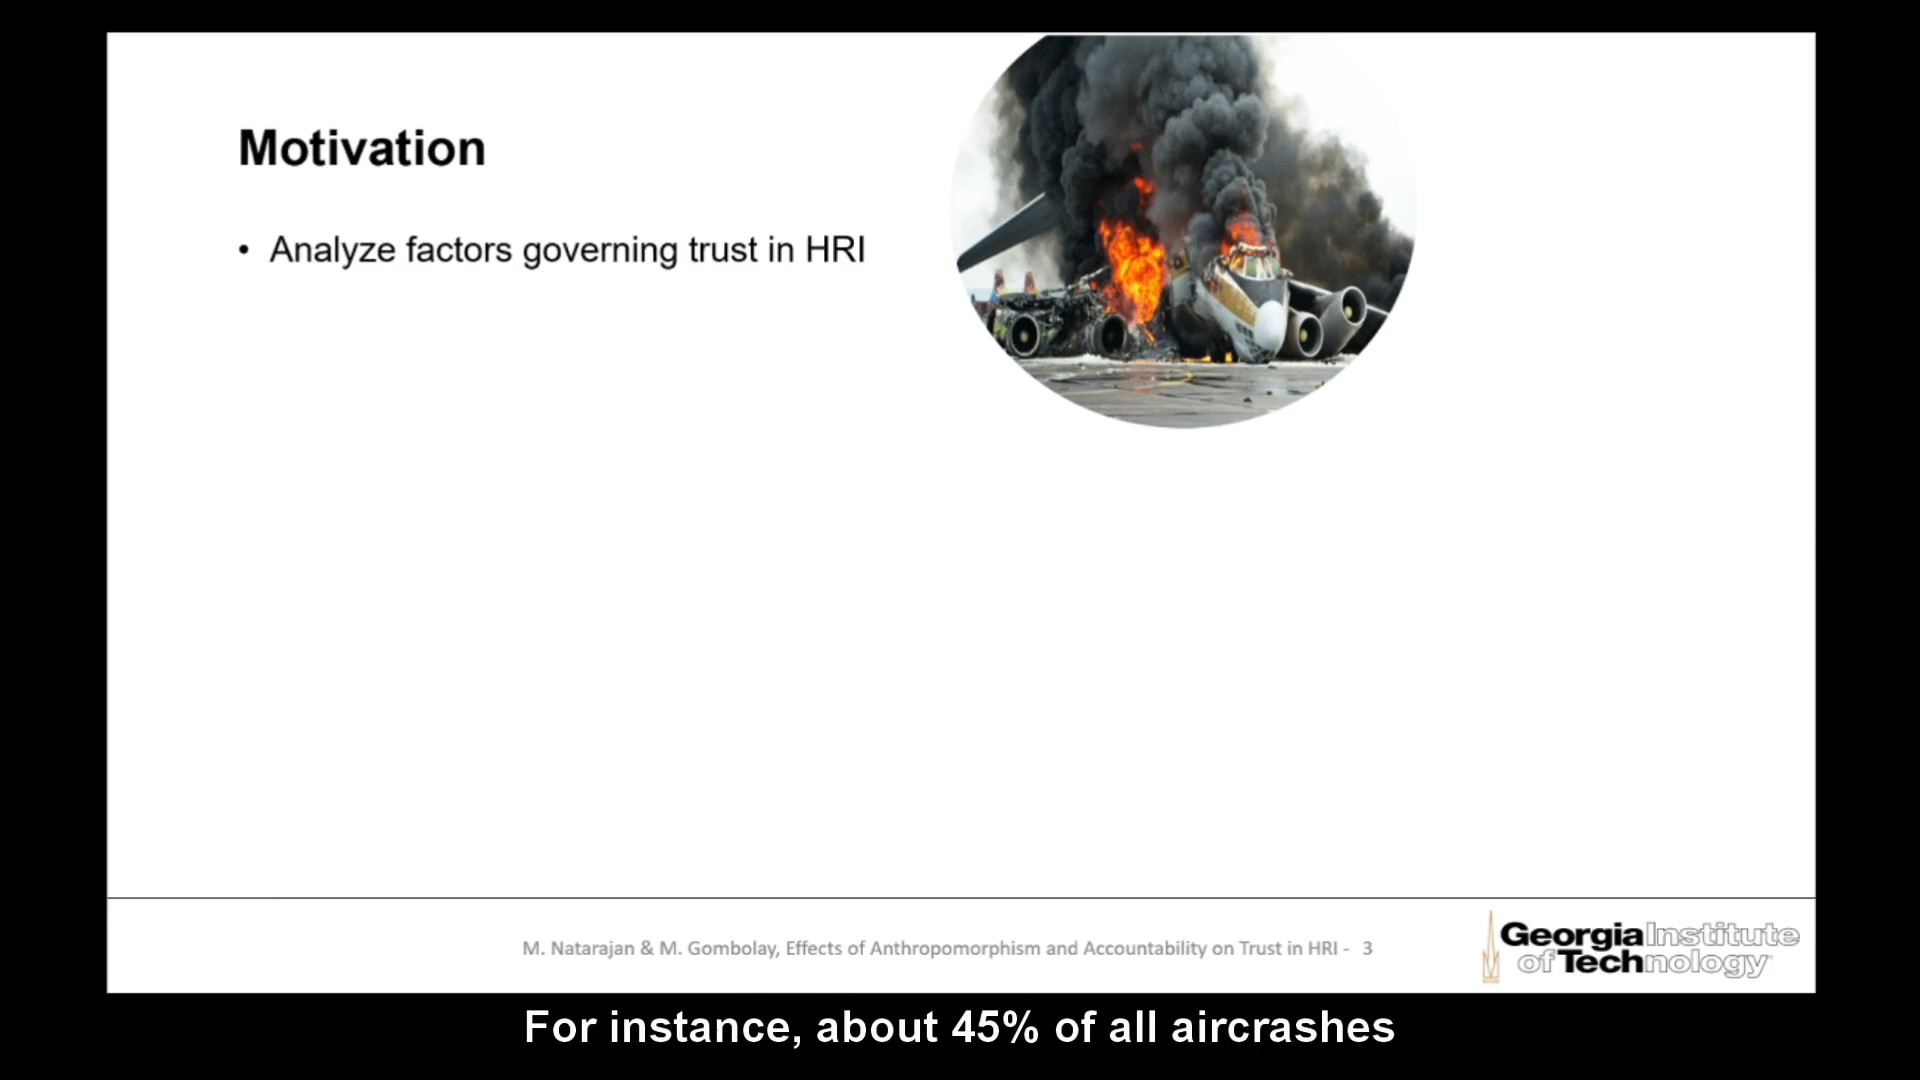 Motivation
• Analyze factors governing trust in HRI
M. Natarajan & M. Gombolay, Effects of Anthropomorphism and Accountability on Trust in HRI - 3
Georgia Institute
of Technology
For instance, about 45% of all aircrashes